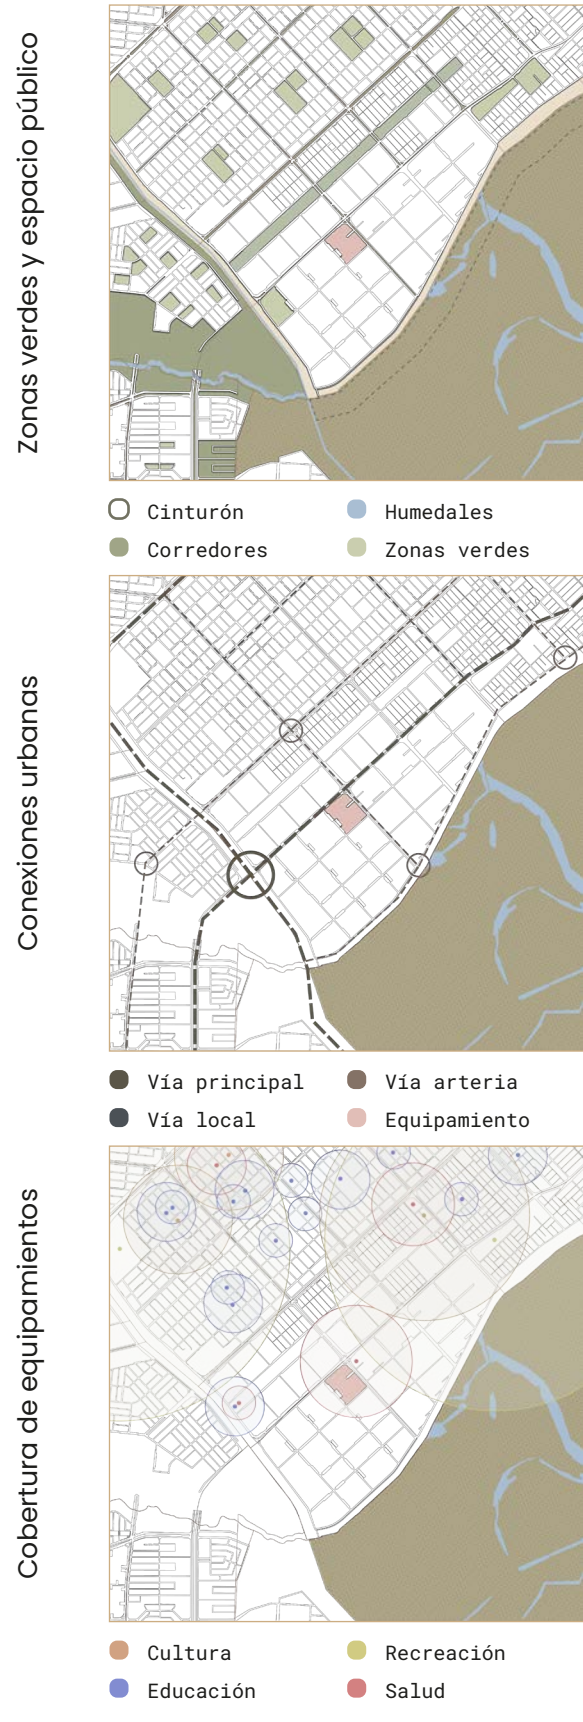 Zonas verdes y espacio público
Cinturón
Humedales
Corredores
Zonas verdes
Conexiones urbanas
Vía principal
Vía arteria
Vía local
Equipamiento
Cobertura de equipamientos
Cultura
Recreación
Educación
Salud